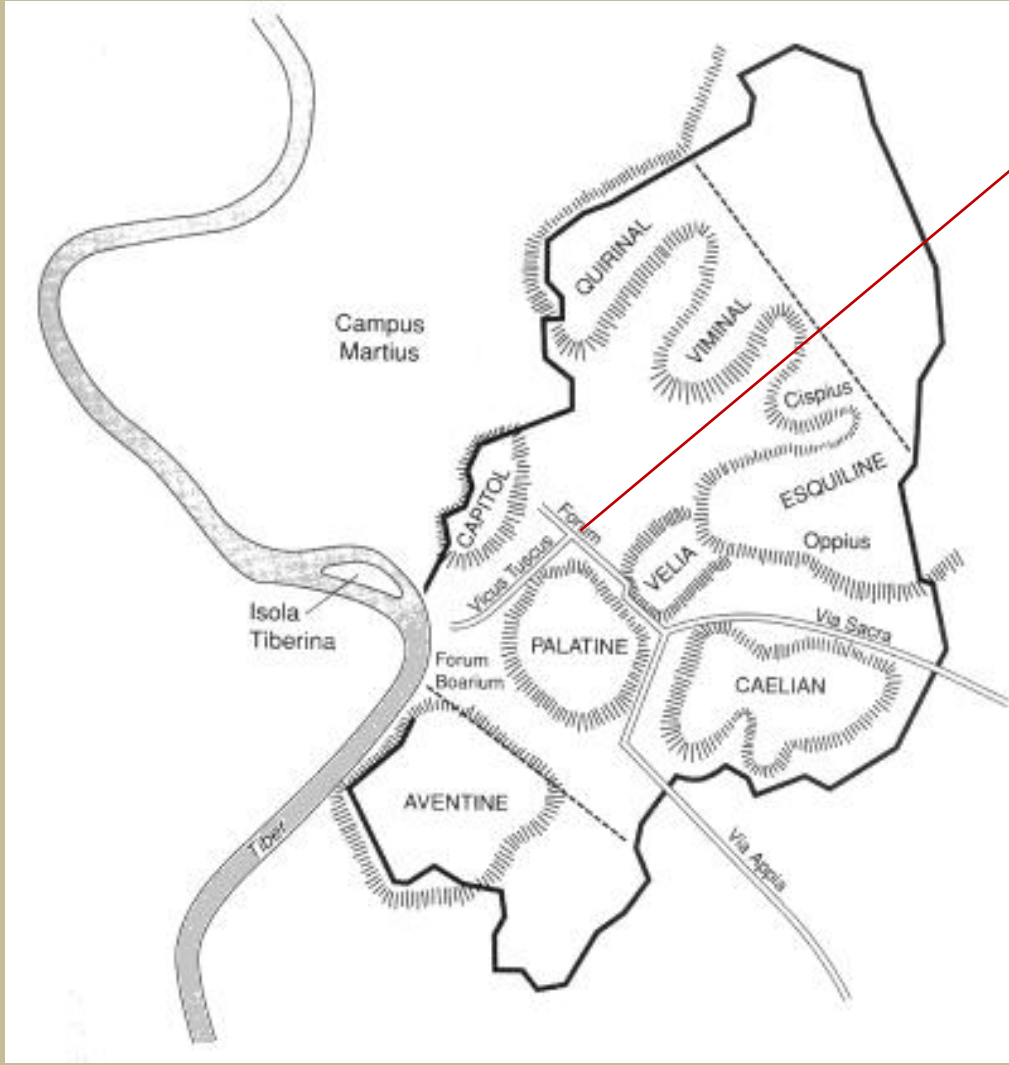 QUIRINAL
Campus
Martius
VIMINAL
Cispius
ESQUILINE
CAPITOL
Forum
Oppius
Vicus Tuscus
VELIA
Isola
Tiberina
Via Sacra
PALATINE
Forum
Boarium
CAELIAN
AVENTINE
Tiber
Via Appia